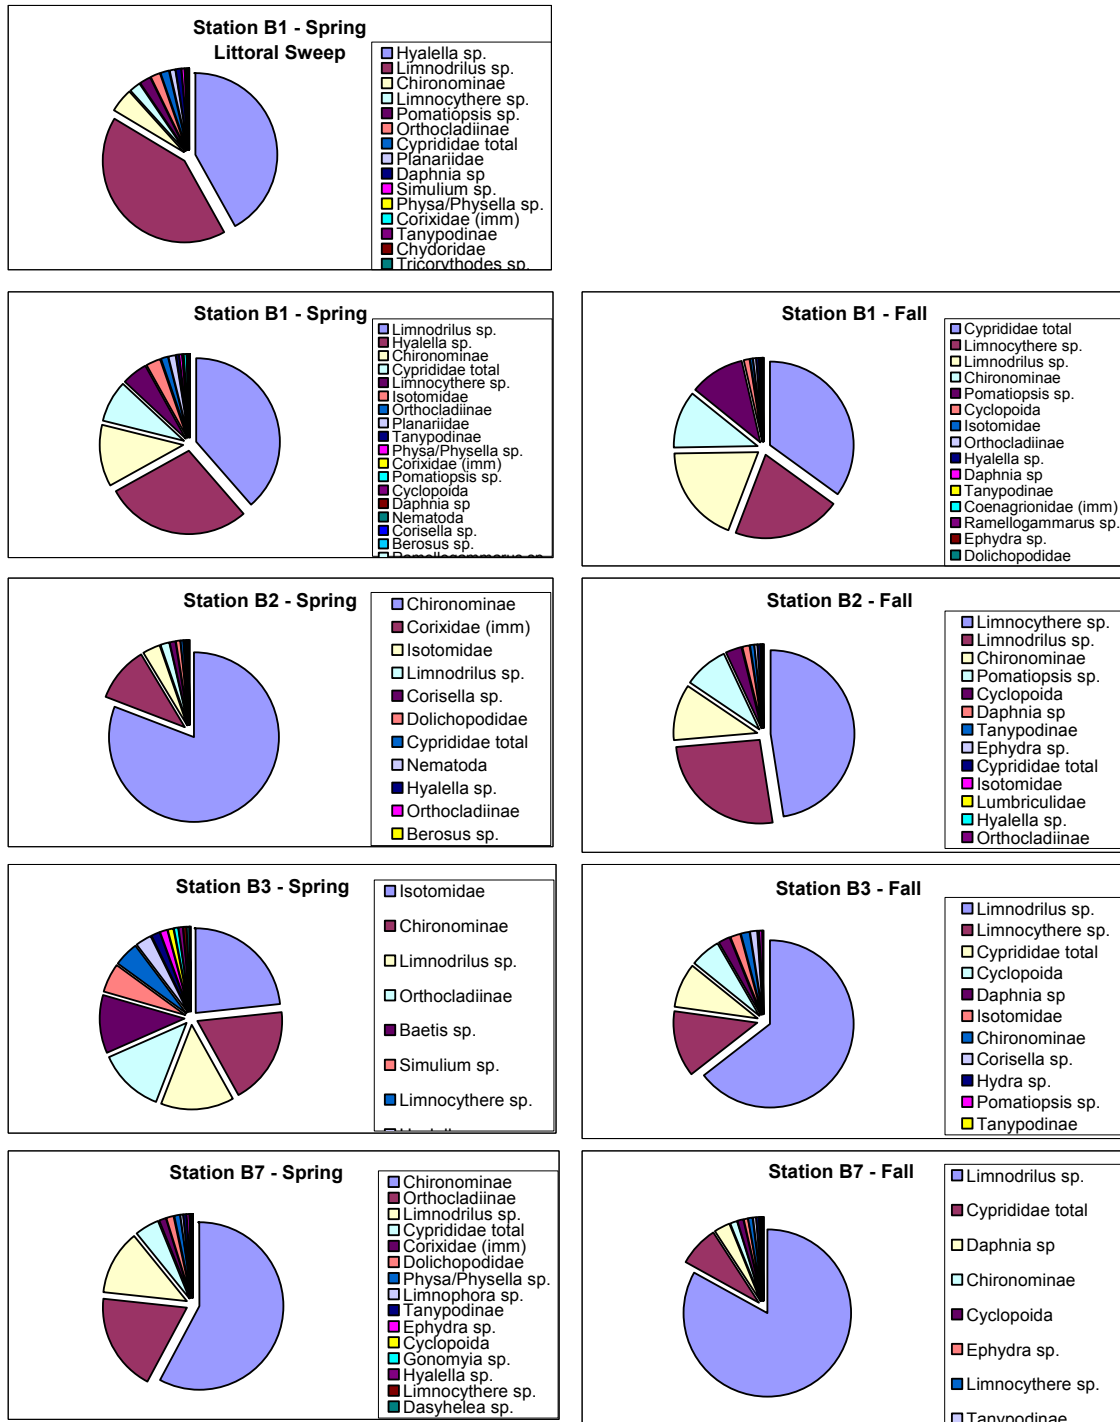 Station B1 - Spring
Littoral Sweep
Hyalella sp.
Limnodrilus sp.
Chironominae
Limnocythere sp.
Pomatiopsis sp.
Orthocladiinae
Cyprididae total
Planariidae
Daphnia sp
Simulium sp.
Physa/Physella sp.
Corixidae (imm)
Tanypodinae
Chydoridae
Tricorythodes sp.
Station B1 - Spring
Limnodrilus sp.
Hyalella sp.
Chironominae
Cyprididae total
Limnocythere sp.
Isotomidae
Orthocladiinae
Planariidae
Tanypodinae
Physa/Physella sp.
Corixidae (imm)
Pomatiopsis sp.
Cyclopoida
Daphnia sp
Nematoda
Corisella sp.
Berosus sp.
Ramellogammarus sp.
Station B1 - Fall
Cyprididae total
Limnocythere sp.
Limnodrilus sp.
Chironominae
Pomatiopsis sp.
Cyclopoida
Isotomidae
Orthocladiinae
Hyalella sp.
Daphnia sp
Tanypodinae
Coenagrionidae (imm)
Ramellogammarus sp.
Ephydra sp.
Dolichopodidae
Station B2 - Spring
Chironominae
Corixidae (imm)
Isotomidae
Limnodrilus sp.
Corisella sp.
Dolichopodidae
Cyprididae total
Nematoda
Hyalella sp.
Orthocladiinae
Berosus sp.
Station B2 - Fall
Limnocythere sp.
Limnodrilus sp.
Chironominae
Pomatiopsis sp.
Cyclopoida
Daphnia sp
Tanypodinae
Ephydra sp.
Cyprididae total
Isotomidae
Lumbriculidae
Hyalella sp.
Orthocladiinae
Station B3 - Spring
Isotomidae
Chironominae
Limnodrilus sp.
Orthocladiinae
Baetis sp.
Simulium sp.
Limnocythere sp.
Station B3 - Fall
Limnodrilus sp.
Limnocythere sp.
Cyprididae total
Cyclopoida
Daphnia sp
Isotomidae
Chironominae
Corisella sp.
Hydra sp.
Pomatiopsis sp.
Tanypodinae
Station B7 - Spring
Chironominae
Orthocladiinae
Limnodrilus sp.
Cyprididae total
Corixidae (imm)
Dolichopodidae
Physa/Physella sp.
Limnophora sp.
Tanypodinae
Ephydra sp.
Cyclopoida
Gonomyia sp.
Hyalella sp.
Limnocythere sp.
Dasyhelea sp.
Station B7 - Fall
Limnodrilus sp.
Cyprididae total
Daphnia sp
Chironominae
Cyclopoida
Ephydra sp.
Limnocythere sp.
Tanypodinae